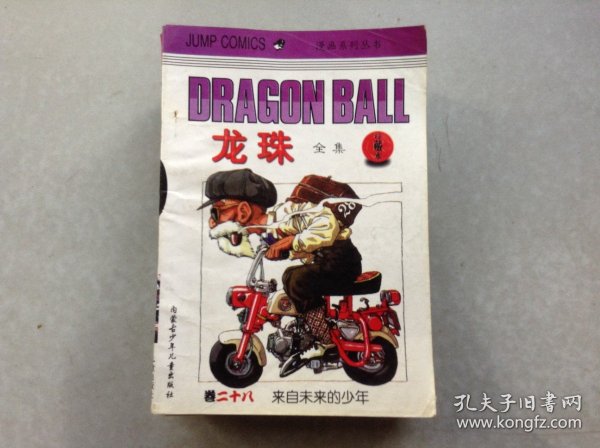 JUMP COMICS
漫画系列丛书
DRAGON BALL
龙珠 全集
28
内蒙古少年儿童出版社
卷二十八 来自未来的少年
孔夫子旧书网
www.kongfz.com